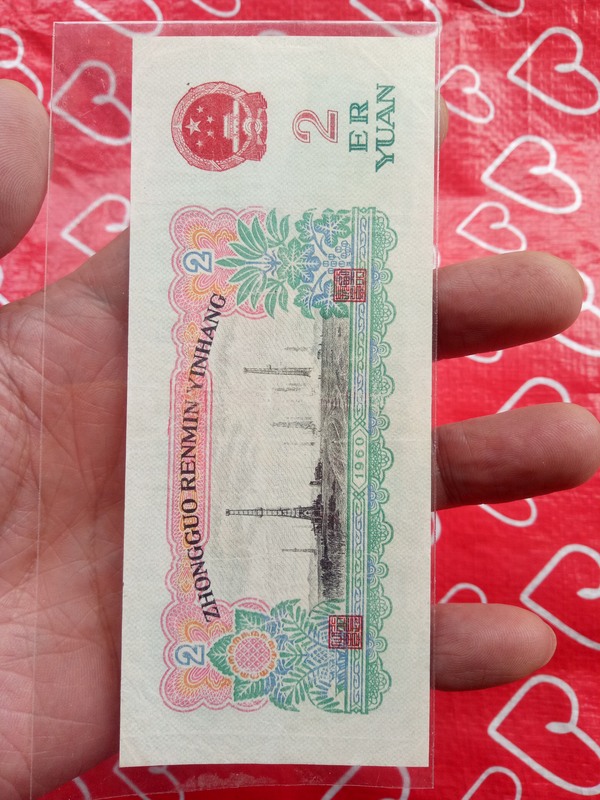 2
ER
YUAN
ZHONGGUO RENMIN YINHANG
2
2
1960